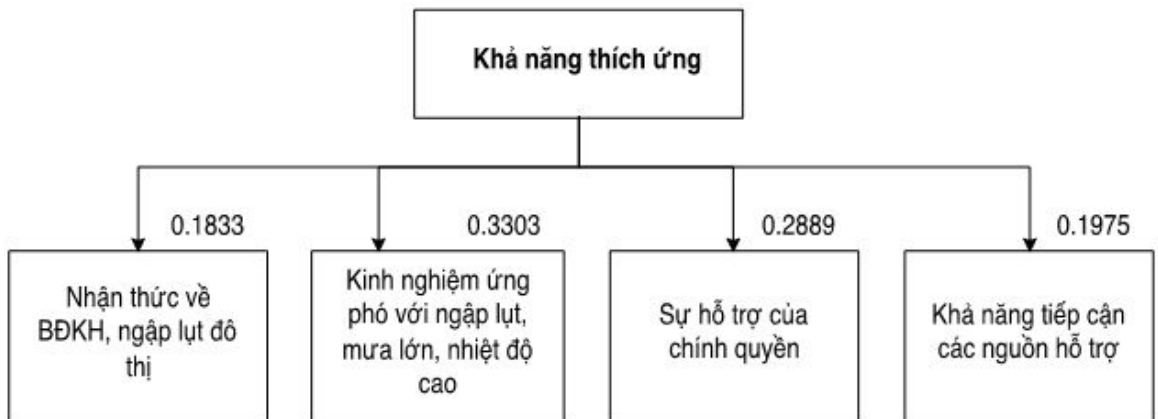 Khả năng thích ứng
0.1833
0.3303
0.2889
0.1975
Nhận thức về
BĐKH, ngập lụt đô
thị
Kinh nghiệm ứng
phó với ngập lụt,
mưa lớn, nhiệt độ
cao
Sự hỗ trợ của
chính quyền
Khả năng tiếp cận
các nguồn hỗ trợ